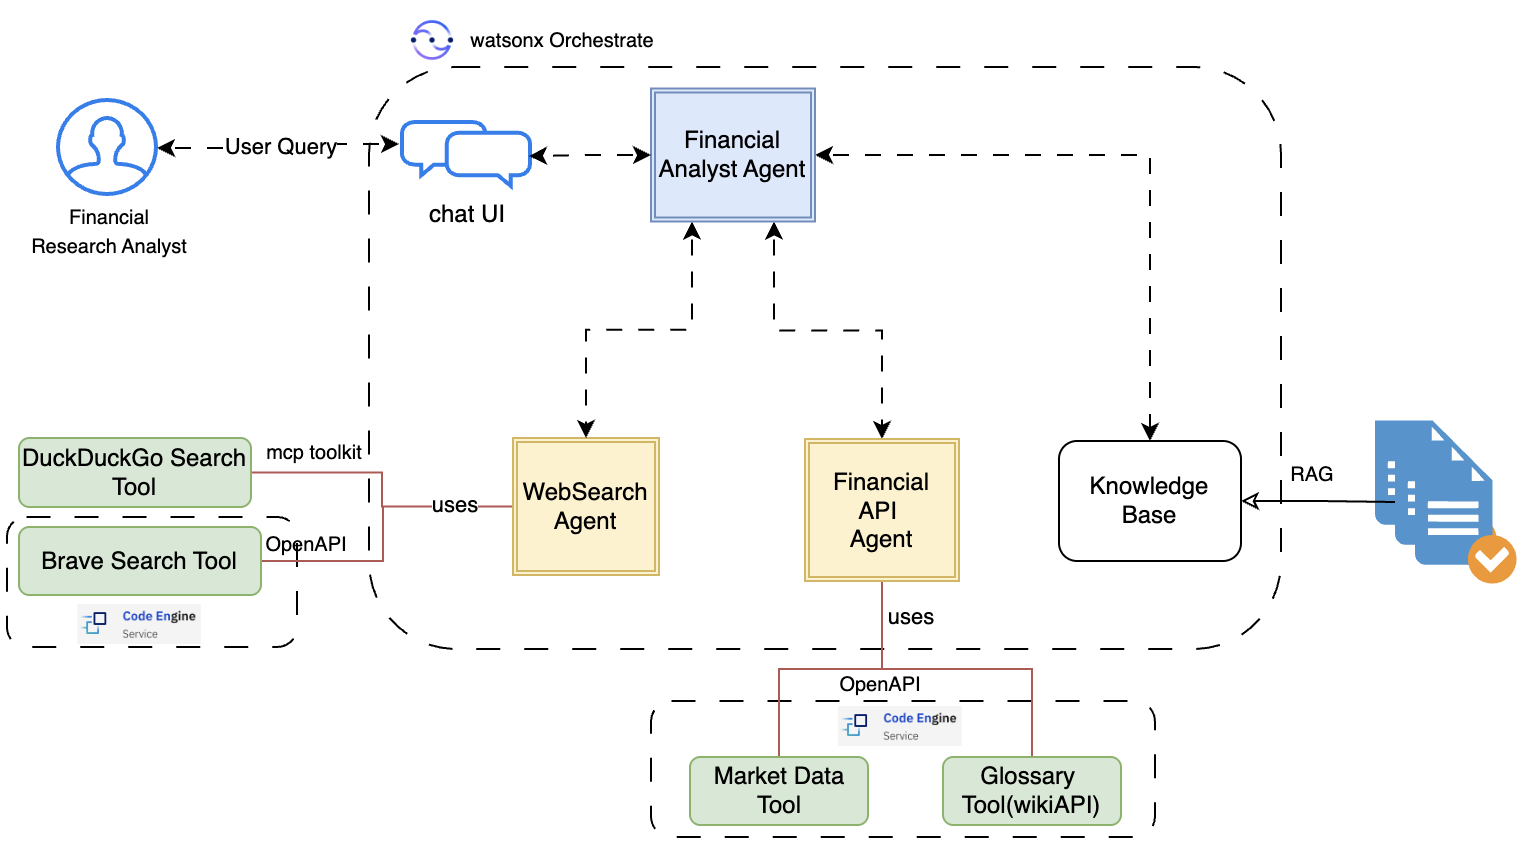 watsonx Orchestrate
User Query
Financial
Research Analyst
chat UI
Financial
Analyst Agent
DuckDuckGo Search
Tool
mcp toolkit
uses
Brave Search Tool
OpenAPI
Code Engine
Service
WebSearch
Agent
Financial
API
Agent
Knowledge
Base
RAG
uses
OpenAPI
Code Engine
Service
Market Data
Tool
Glossary
Tool(wikiAPI)